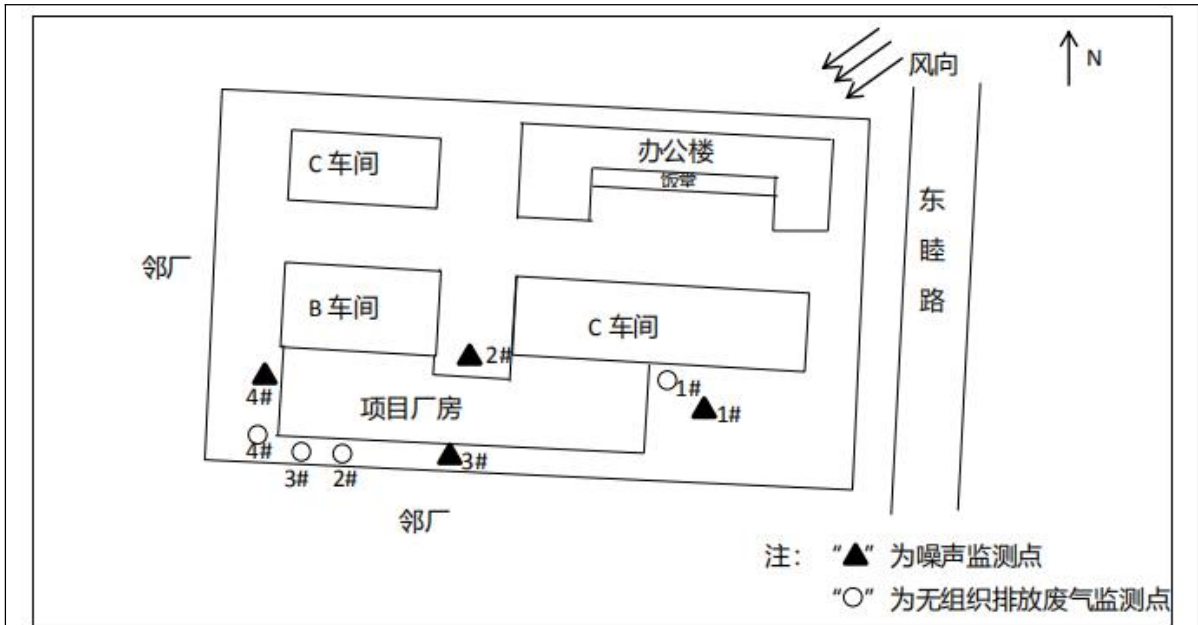 风向
N
办公楼
饭堂
C 车间
东睦路
邻厂
B 车间
C 车间
2#
4#
1#
1#
项目厂房
4#
3#
2#
3#
邻厂
注： “▲” 为噪声监测点
“○” 为无组织排放废气监测点